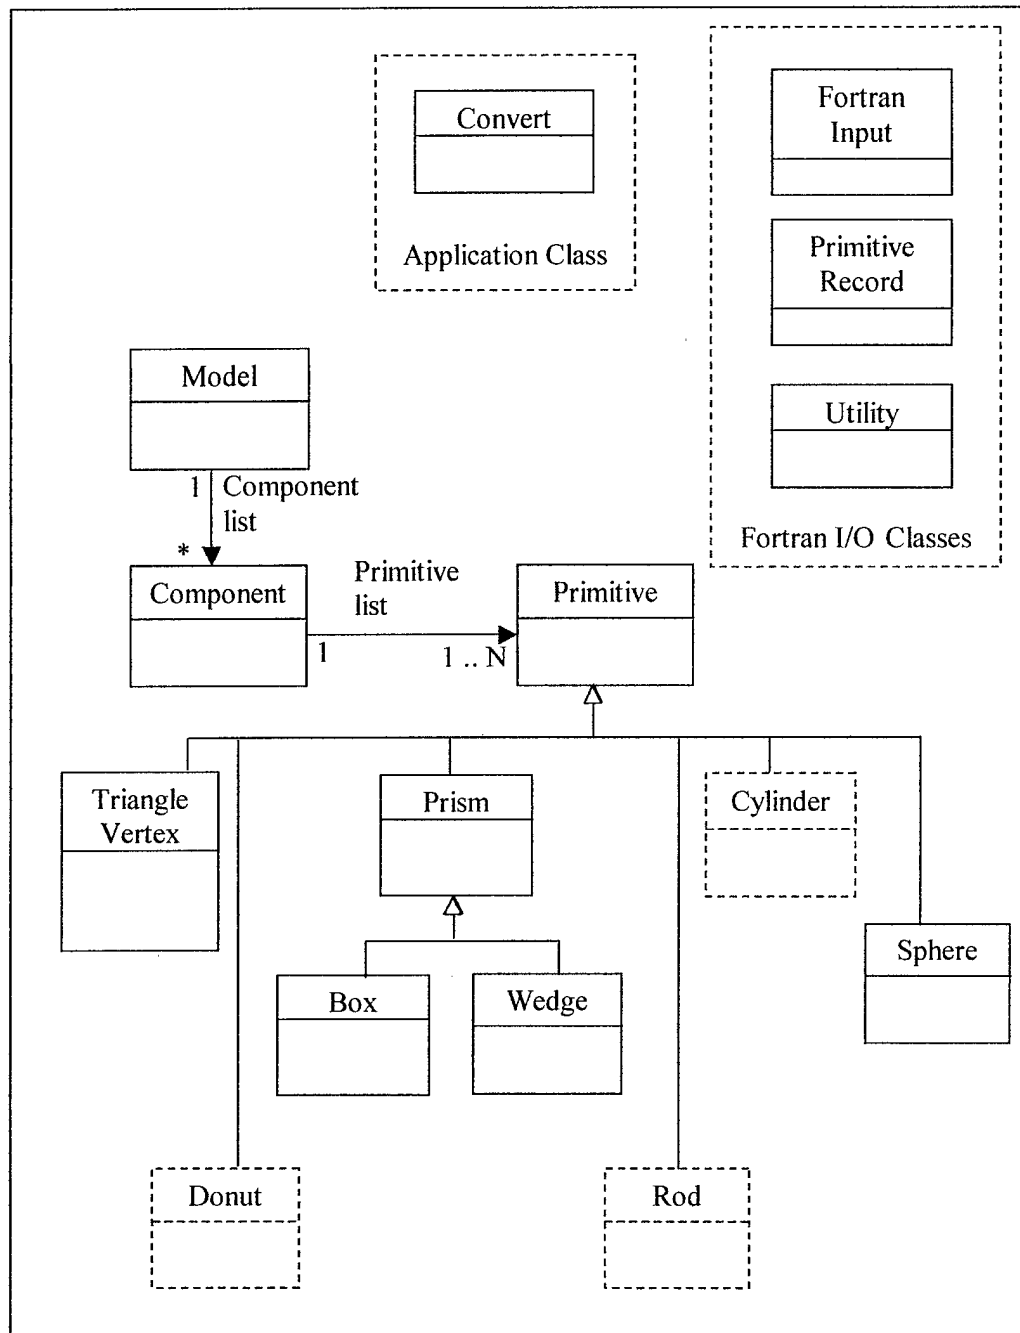 Convert
Application Class
Fortran
Input
Primitive
Record
Utility
Fortran I/O Classes
Model
1
Component
list
*
Component
Primitive
list
1
1 .. N
Primitive
Triangle
Vertex
Prism
Cylinder
Sphere
Box
Wedge
Donut
Rod